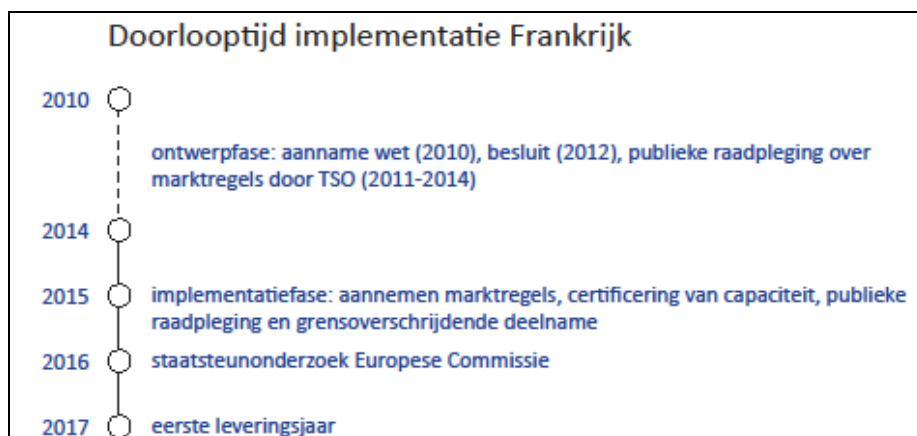 Doorlooptijd implementatie Frankrijk
2010
ontwerpfase: aanname wet (2010), besluit (2012), publieke raadpleging over
marktregels door TSO (2011-2014)
2014
2015 implementatiefase: aannemen marktregels, certificering van capaciteit, publieke
raadpleging en grensoverschrijdende deelname
2016 staatsteunonderzoek Europese Commissie
2017 eerste leveringsjaar